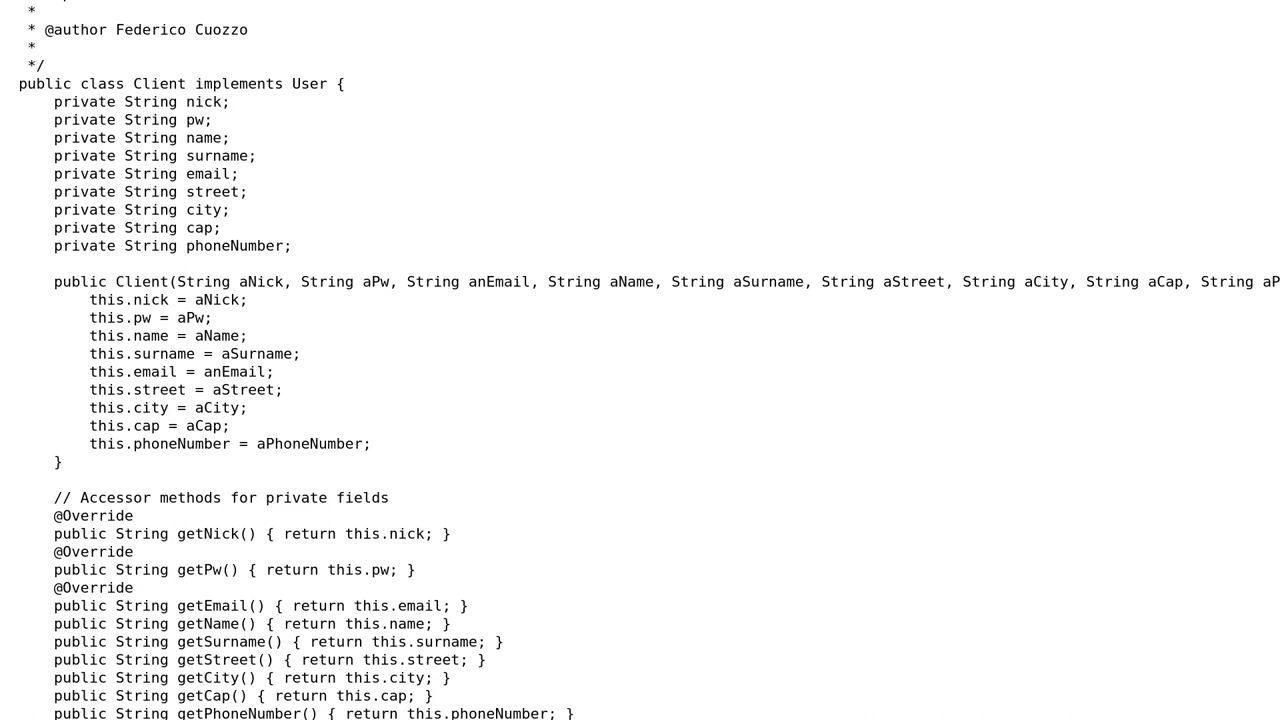 *
* @author Federico Cuozzo
*
*/
public class Client implements User {
    private String nick;
    private String pw;
    private String name;
    private String surname;
    private String email;
    private String street;
    private String city;
    private String cap;
    private String phoneNumber;

    public Client(String aNick, String aPw, String anEmail, String aName, String aSurname, String aStreet, String aCity, String aCap, String aP
        this.nick = aNick;
        this.pw = aPw;
        this.name = aName;
        this.surname = aSurname;
        this.email = anEmail;
        this.street = aStreet;
        this.city = aCity;
        this.cap = aCap;
        this.phoneNumber = aPhoneNumber;
    }

    // Accessor methods for private fields
    @Override
    public String getNick() { return this.nick; }
    @Override
    public String getPw() { return this.pw; }
    @Override
    public String getEmail() { return this.email; }
    public String getName() { return this.name; }
    public String getSurname() { return this.surname; }
    public String getStreet() { return this.street; }
    public String getCity() { return this.city; }
    public String getCap() { return this.cap; }
    public String getPhoneNumber() { return this.phoneNumber; }